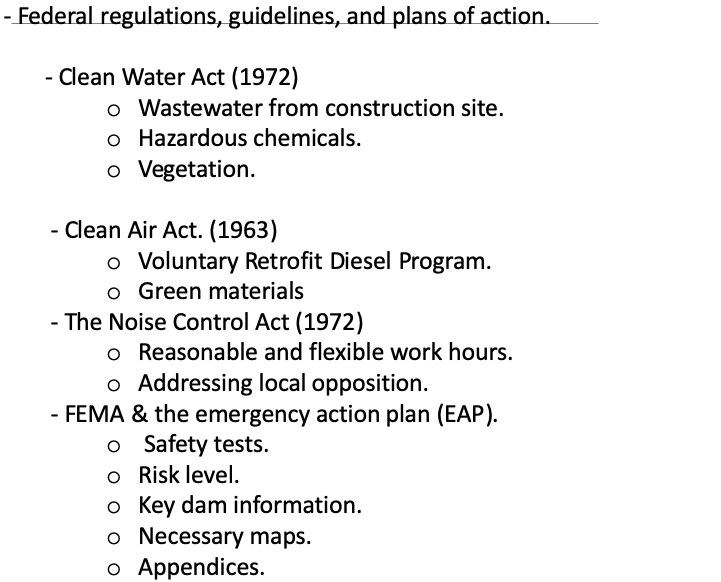 - Federal regulations, guidelines, and plans of action.
- Clean Water Act (1972)
o Wastewater from construction site.
o Hazardous chemicals.
o Vegetation.
- Clean Air Act. (1963)
o Voluntary Retrofit Diesel Program.
o Green materials
- The Noise Control Act (1972)
o Reasonable and flexible work hours.
o Addressing local opposition.
- FEMA & the emergency action plan (EAP).
o Safety tests.
o Risk level.
o Key dam information.
o Necessary maps.
o Appendices.